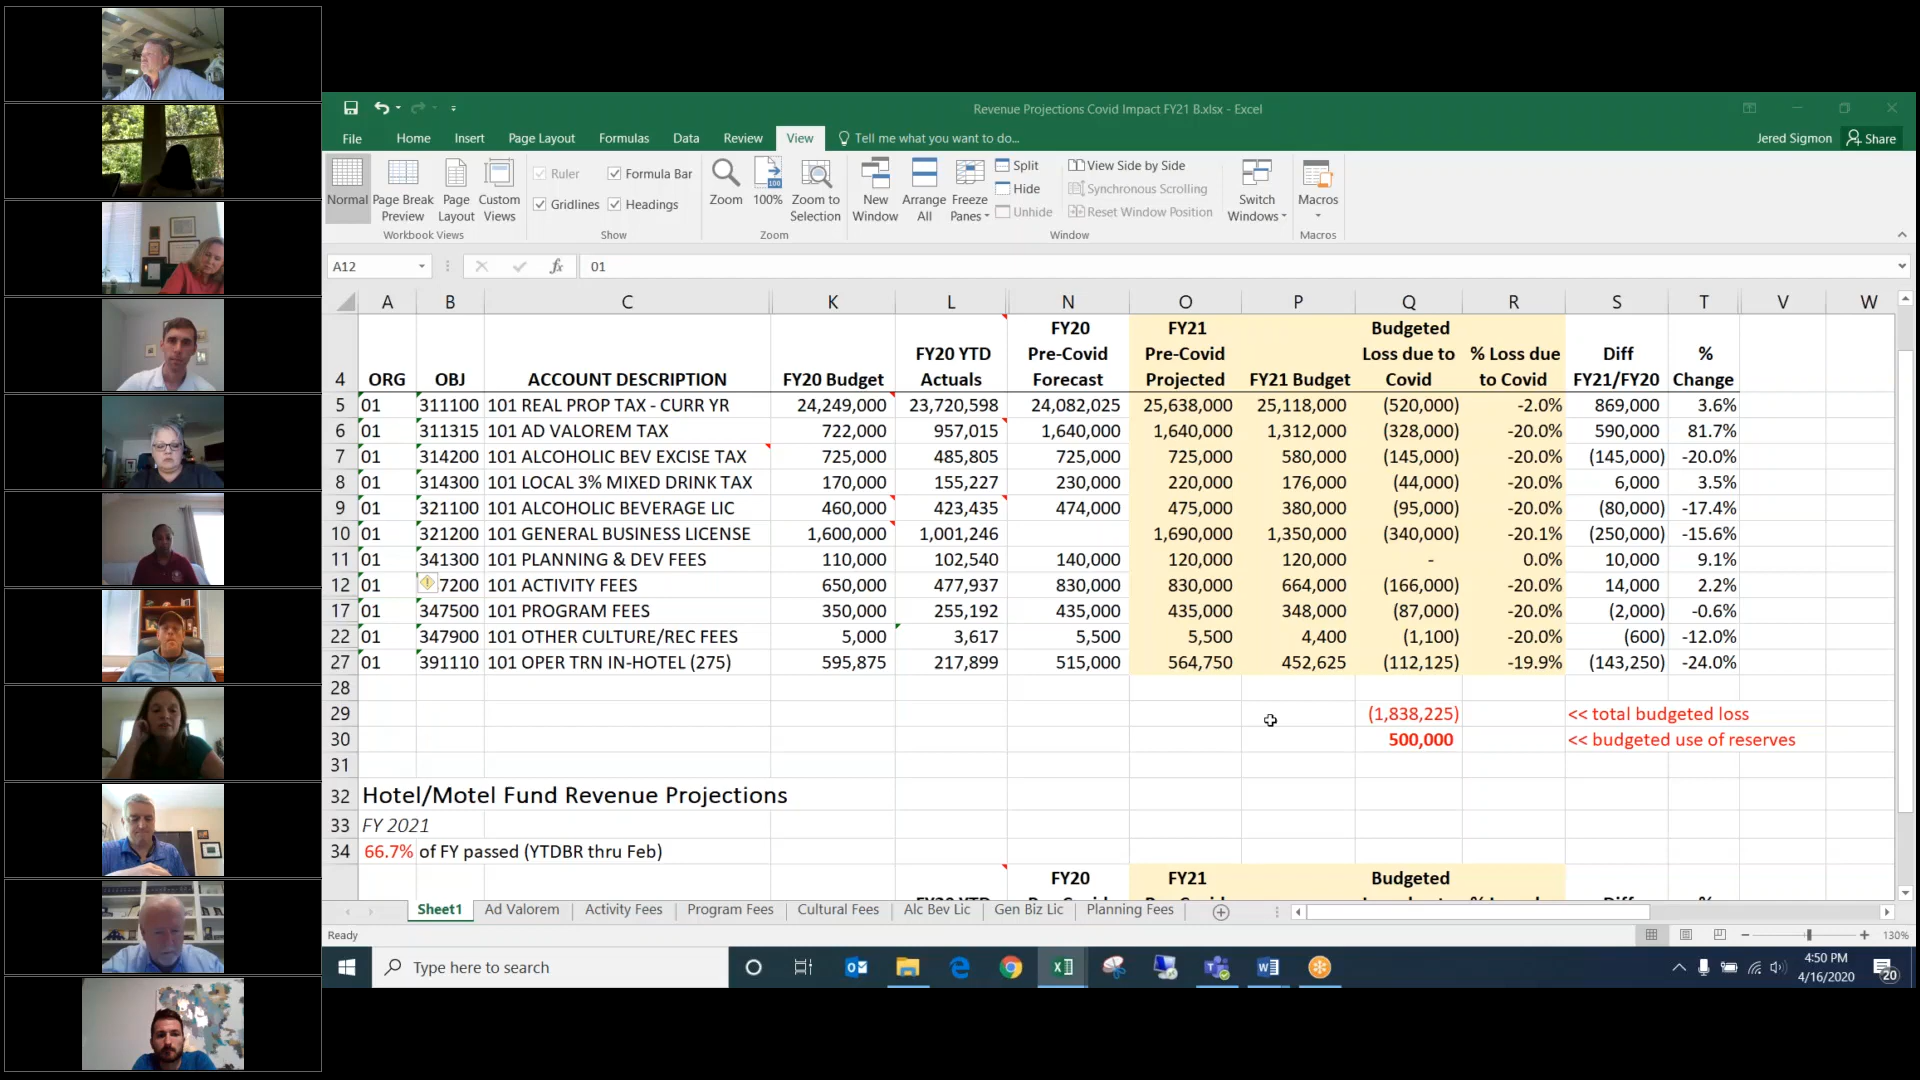 Revenue Projections Covid Impact FY21 B.xlsx - Excel
File Home Insert Page Layout Formulas Data Review View Tell me what you want to do... Jered Sigmon Share
Normal Page Break Preview Page Layout Custom Views
Workbook Views
Ruler Formula Bar
Gridlines Headings
Show
Zoom 100% Zoom to Selection
Zoom
New Window Arrange All Freeze Panes Split Hide Unhide
View Side by Side
Synchronous Scrolling
Reset Window Position
Window
Switch Windows
Macros
Macros
A12 fx 01
A B C K L N O P Q R S T V W
4 ORG OBJ ACCOUNT DESCRIPTION FY20 Budget FY20 YTD Actuals FY20 Pre-Covid Forecast FY21 Pre-Covid Projected FY21 Budget Budgeted Loss due to Covid % Loss due to Covid Diff FY21/FY20 % Change
5 01 311100 101 REAL PROP TAX - CURR YR 24,249,000 23,720,598 24,082,025 25,638,000 25,118,000 (520,000) -2.0% 869,000 3.6%
6 01 311315 101 AD VALOREM TAX 722,000 957,015 1,640,000 1,640,000 1,312,000 (328,000) -20.0% 590,000 81.7%
7 01 314200 101 ALCOHOLIC BEV EXCISE TAX 725,000 485,805 725,000 725,000 580,000 (145,000) -20.0% (145,000) -20.0%
8 01 314300 101 LOCAL 3% MIXED DRINK TAX 170,000 155,227 230,000 220,000 176,000 (44,000) -20.0% 6,000 3.5%
9 01 321100 101 ALCOHOLIC BEVERAGE LIC 460,000 423,435 474,000 475,000 380,000 (95,000) -20.0% (80,000) -17.4%
10 01 321200 101 GENERAL BUSINESS LICENSE 1,600,000 1,001,246 1,690,000 1,350,000 (340,000) -20.1% (250,000) -15.6%
11 01 341300 101 PLANNING & DEV FEES 110,000 102,540 140,000 120,000 120,000 - 0.0% 10,000 9.1%
12 01 7200 101 ACTIVITY FEES 650,000 477,937 830,000 830,000 664,000 (166,000) -20.0% 14,000 2.2%
17 01 347500 101 PROGRAM FEES 350,000 255,192 435,000 435,000 348,000 (87,000) -20.0% (2,000) -0.6%
22 01 347900 101 OTHER CULTURE/REC FEES 5,000 3,617 5,500 5,500 4,400 (1,100) -20.0% (600) -12.0%
27 01 391110 101 OPER TRN IN-HOTEL (275) 595,875 217,899 515,000 564,750 452,625 (112,125) -19.9% (143,250) -24.0%
28
29 (1,838,225) << total budgeted loss
30 500,000 << budgeted use of reserves
31
32 Hotel/Motel Fund Revenue Projections
33 FY 2021
34 66.7% of FY passed (YTDBR thru Feb)
FY20 FY21 Budgeted
Sheet1 Ad Valorem Activity Fees Program Fees Cultural Fees Alc Bev Lic Gen Biz Lic Planning Fees
Ready 130%
Type here to search
4:50 PM
4/16/2020
20